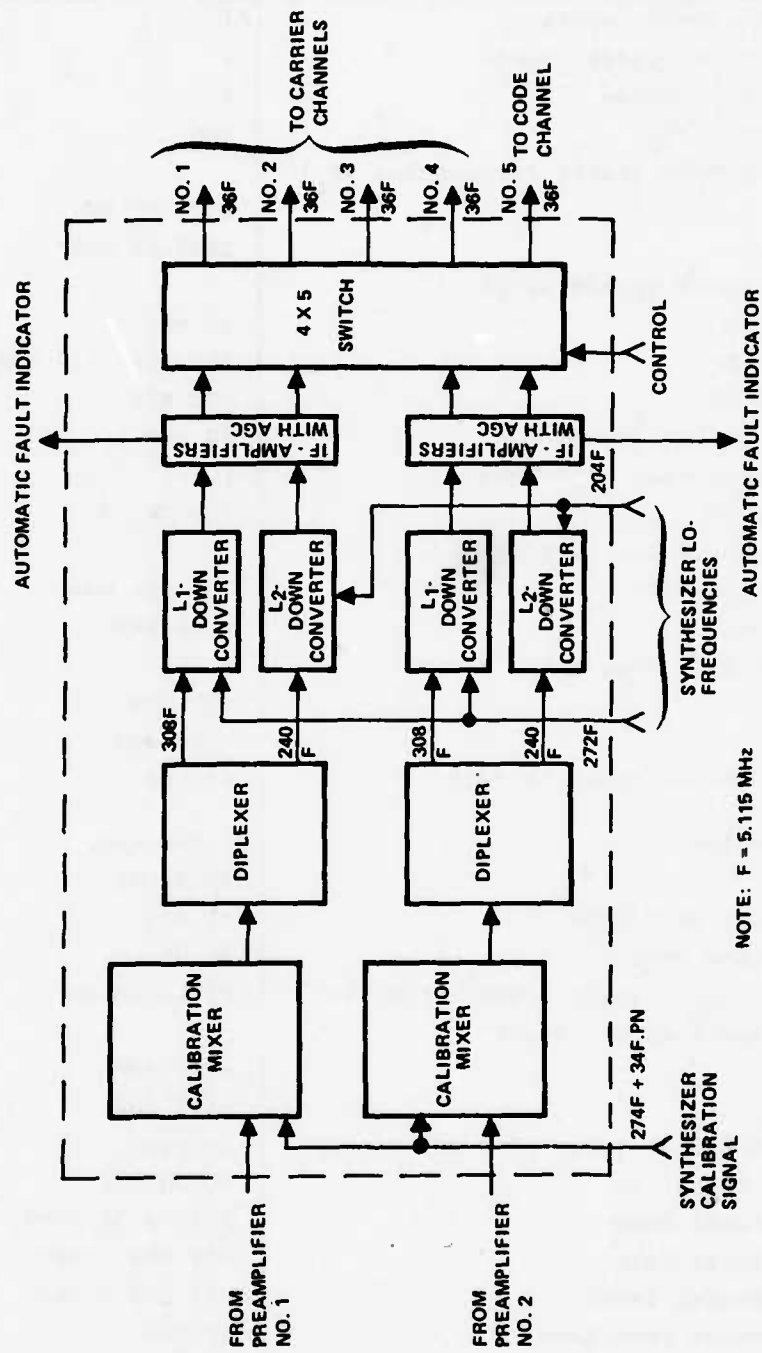 FROM
PREAMPLIFIER
NO. 1
FROM
PREAMPLIFIER
NO. 2
SYNTHESIZER
CALIBRATION
SIGNAL
274F + 34F.PN
CALIBRATION
MIXER
CALIBRATION
MIXER
DIPLEXER
DIPLEXER
308F
240
F
308
F
240
F
272F
L1-
DOWN
CONVERTER
L2-
DOWN
CONVERTER
L1-
DOWN
CONVERTER
L2-
DOWN
CONVERTER
204F
SYNTHESIZER LO-
FREQUENCIES
IF - AMPLIFIERS
WITH AGC
IF - AMPLIFIERS
WITH AGC
AUTOMATIC FAULT INDICATOR
AUTOMATIC FAULT INDICATOR
4 X 5
SWITCH
CONTROL
NO. 1
36F
NO. 2
36F
NO. 3
36F
NO. 4
36F
NO. 5
36F
TO CARRIER
CHANNELS
TO CODE
CHANNEL
NOTE: F = 5.115 MHz